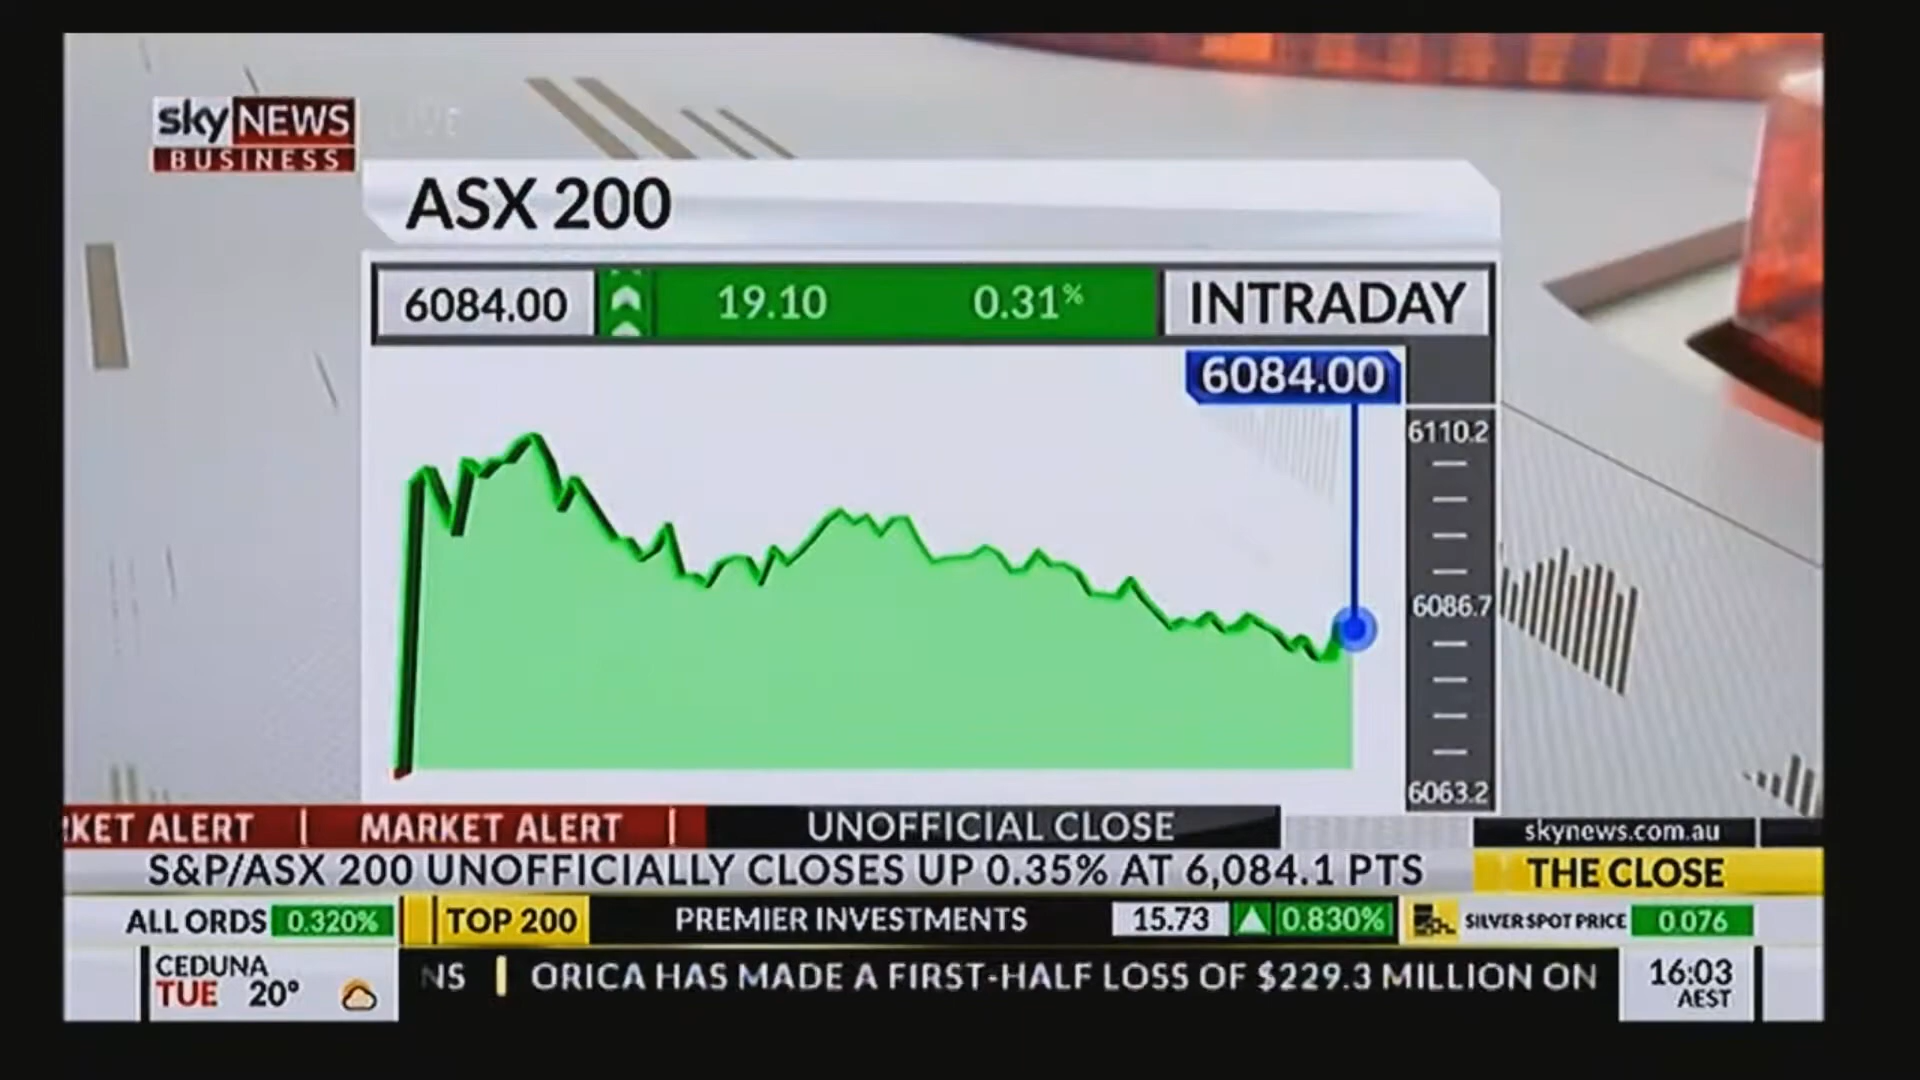 sky NEWS
LIVE
BUSINESS
ASX 200
6084.00 19.10 0.31% INTRADAY
6084.00
6110.2
6086.7
6063.2
RKET ALERT | MARKET ALERT | UNOFFICIAL CLOSE
skynews.com.au
S&P/ASX 200 UNOFFICIALLY CLOSES UP 0.35% AT 6,084.1 PTS
THE CLOSE
ALL ORDS 0.320% TOP 200 PREMIER INVESTMENTS 15.73 0.830% SILVER SPOT PRICE 0.076
CEDUNA
TUE 20°
NS | ORICA HAS MADE A FIRST-HALF LOSS OF $229.3 MILLION ON
16:03
AEST